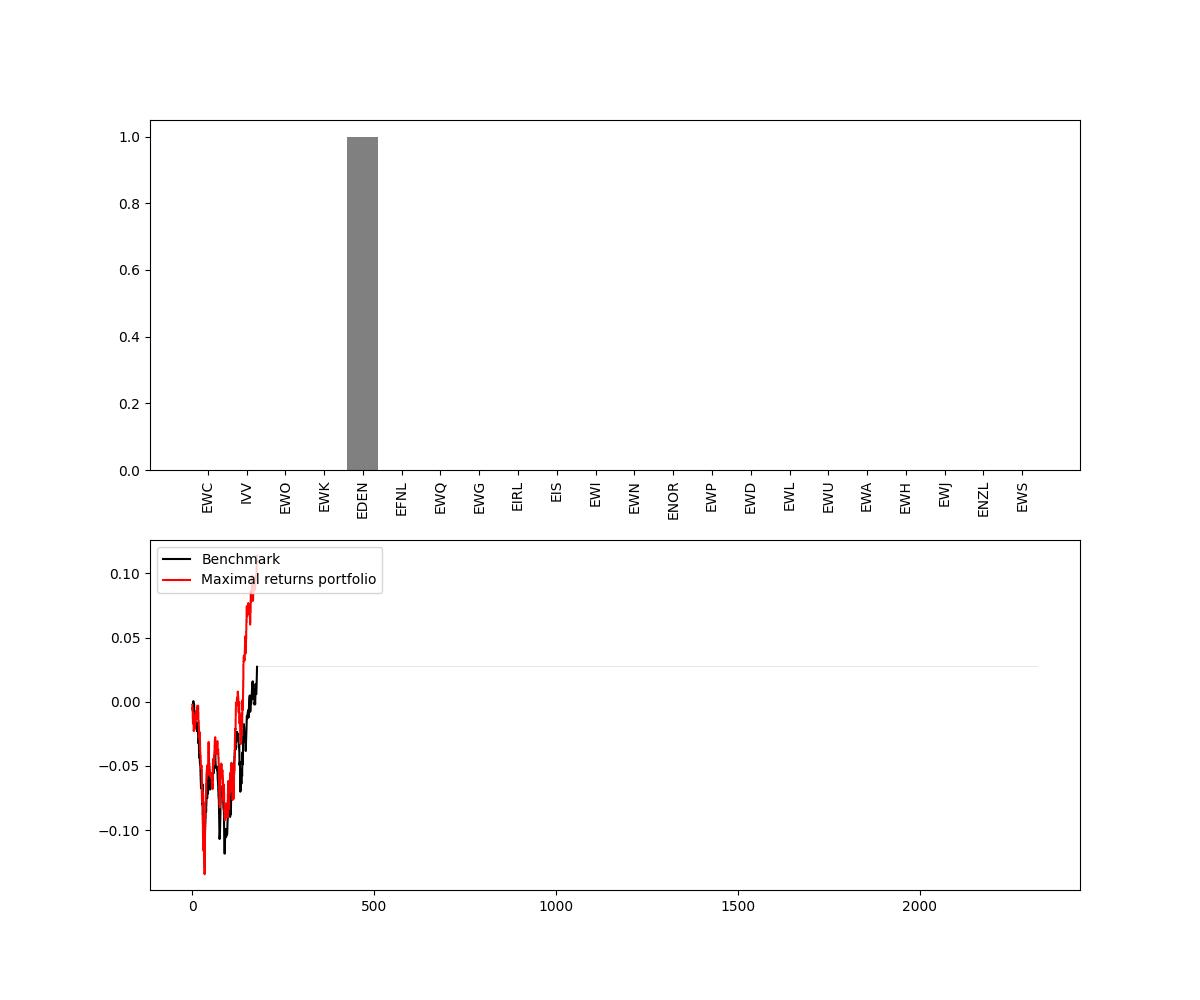 1.0
0.8
0.6
0.4
0.2
0.0
EWC IVV EWO EWK EDEN EFNL EWQ EWG EIRL EIS EWI EWN ENOR EWP EWD EWL EWU EWA EWH EWJ ENZL EWS
Benchmark
Maximal returns portfolio
0.10
0.05
0.00
−0.05
−0.10
0 500 1000 1500 2000